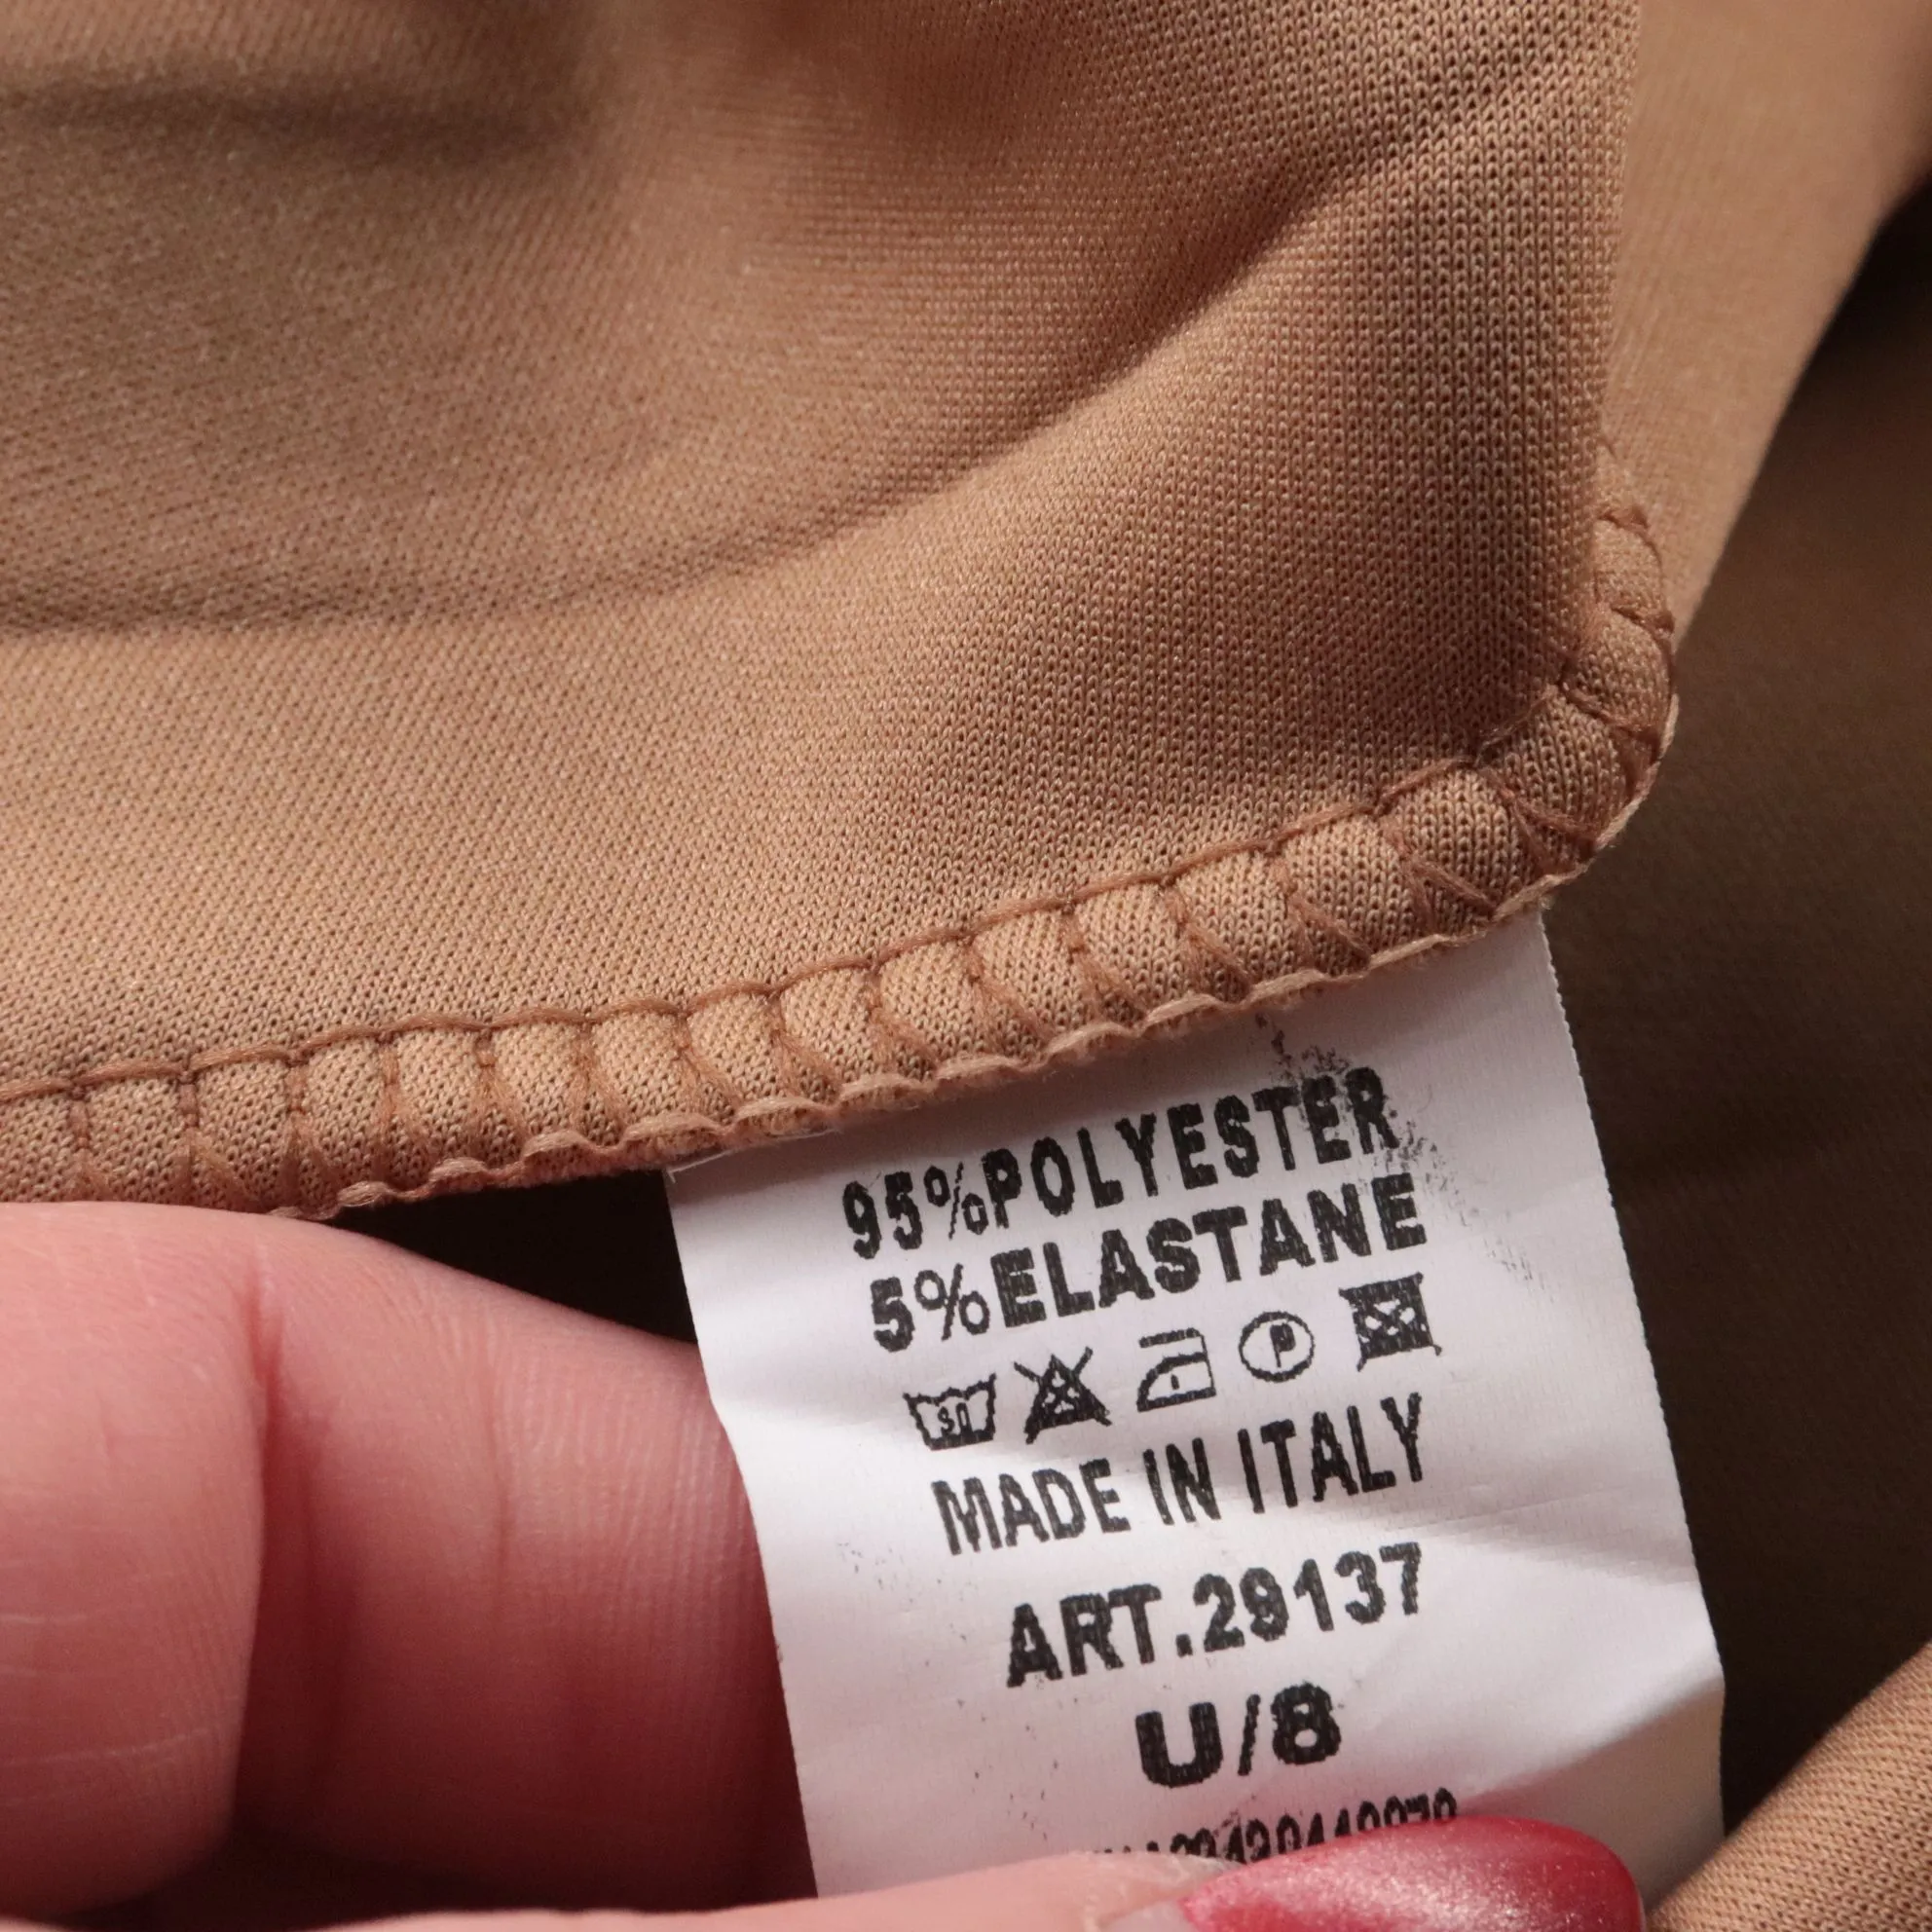 95%POLYESTER
5%ELASTANE
P
MADE IN ITALY
ART.29137
U/8